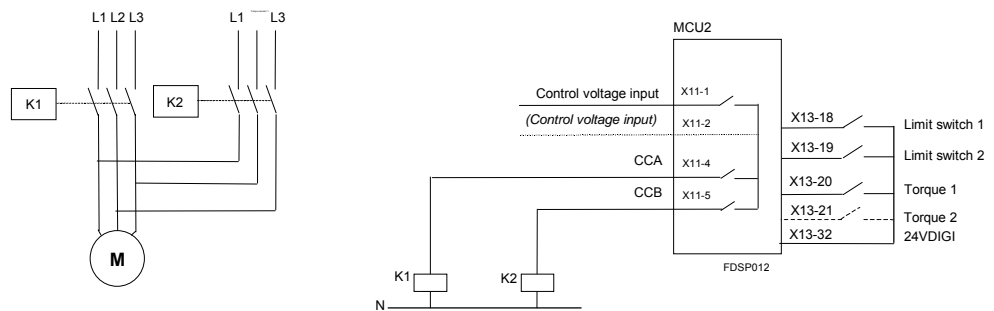 L1 L2 L3
L1 L3
K1
K2
M
MCU2
Control voltage input
X11-1
(Control voltage input)
X11-2
CCA
X11-4
CCB
X11-5
X13-18
Limit switch 1
X13-19
Limit switch 2
X13-20
Torque 1
X13-21
Torque 2
X13-32
24VDIGI
FDSP012
K1
K2
N